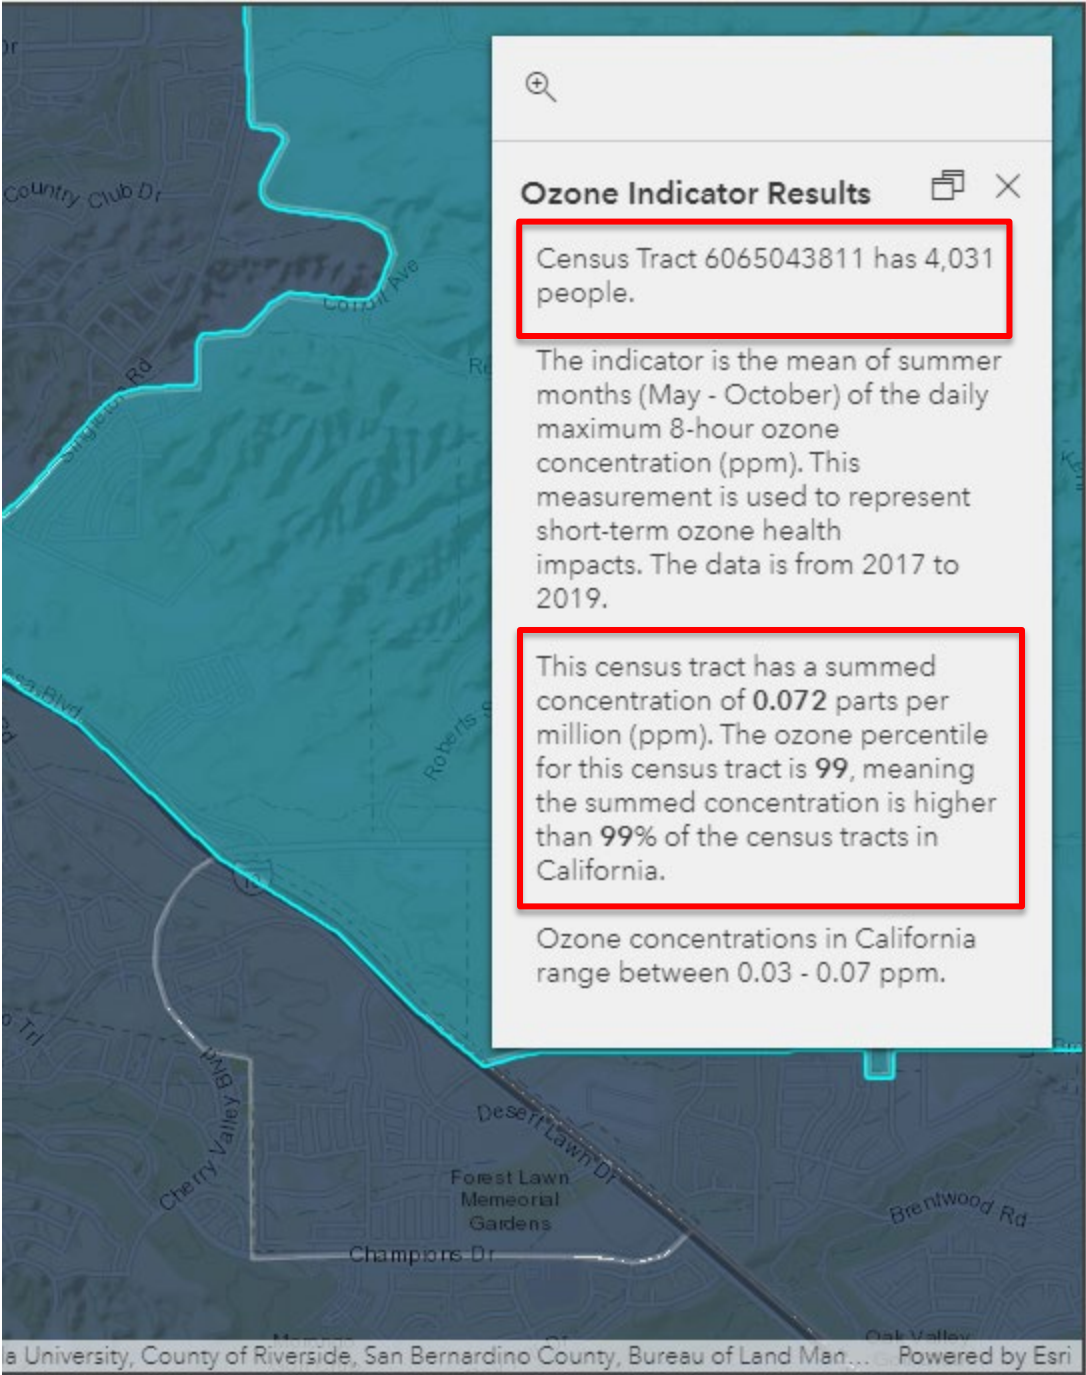 Country Club Dr
Singleton Rd
Ozone Indicator Results
Census Tract 6065043811 has 4,031
people.
The indicator is the mean of summer
months (May - October) of the daily
maximum 8-hour ozone
concentration (ppm). This
measurement is used to represent
short-term ozone health
impacts. The data is from 2017 to
2019.
This census tract has a summed
concentration of 0.072 parts per
million (ppm). The ozone percentile
for this census tract is 99, meaning
the summed concentration is higher
than 99% of the census tracts in
California.
Ozone concentrations in California
range between 0.03 - 0.07 ppm.
Blvd
Roberts
10
Cherry Valley Blvd
Desert Lawn Dr
Forest Lawn
Memeorial
Gardens
Brentwood Rd
Champions Dr
Oak Valley
la University, County of Riverside, San Bernardino County, Bureau of Land Man... Powered by Esri